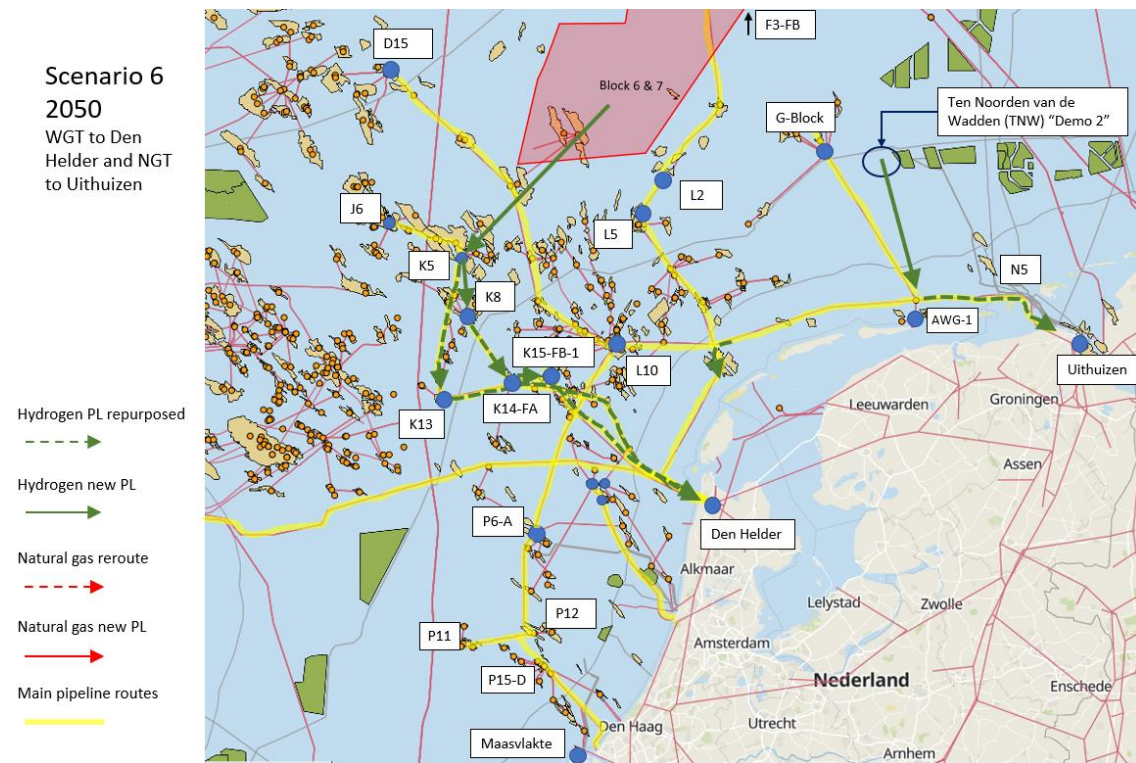 Scenario 6
2050
WGT to Den
Helder and NGT
to Uithuizen
Hydrogen PL repurposed
Hydrogen new PL
Natural gas reroute
Natural gas new PL
Main pipeline routes
F3-FB
D15
Block 6 & 7
G-Block
Ten Noorden van de
Wadden (TNW) “Demo 2”
L2
J6
L5
K5
N5
K8
AWG-1
K15-FB-1
L10
Uithuizen
K14-FA
K13
Leeuwarden
Groningen
Assen
P6-A
Den Helder
Alkmaar
Lelystad
Zwolle
P12
P11
Amsterdam
P15-D
Nederland
Enschede
Den Haag
Utrecht
Maasvlakte
Arnhem